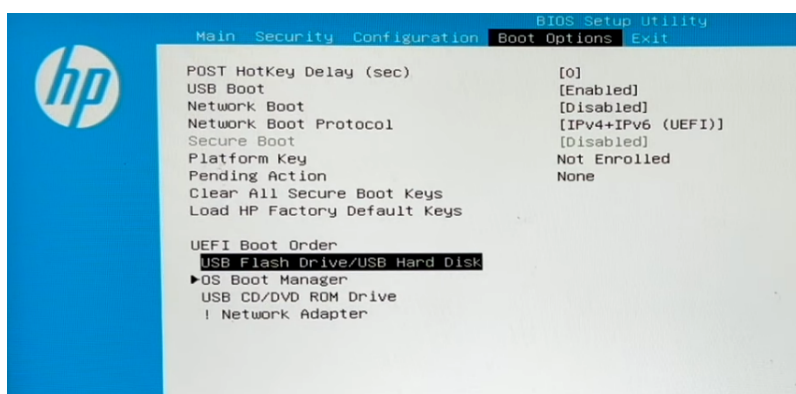 BIOS Setup Utility
Main Security Configuration Boot Options Exit
hp
POST HotKey Delay (sec) [0]
USB Boot [Enabled]
Network Boot [Disabled]
Network Boot Protocol [IPv4+IPv6 (UEFI)]
Secure Boot [Disabled]
Platform Key Not Enrolled
Pending Action None
Clear All Secure Boot Keys
Load HP Factory Default Keys
UEFI Boot Order
USB Flash Drive/USB Hard Disk
▶OS Boot Manager
USB CD/DVD ROM Drive
! Network Adapter